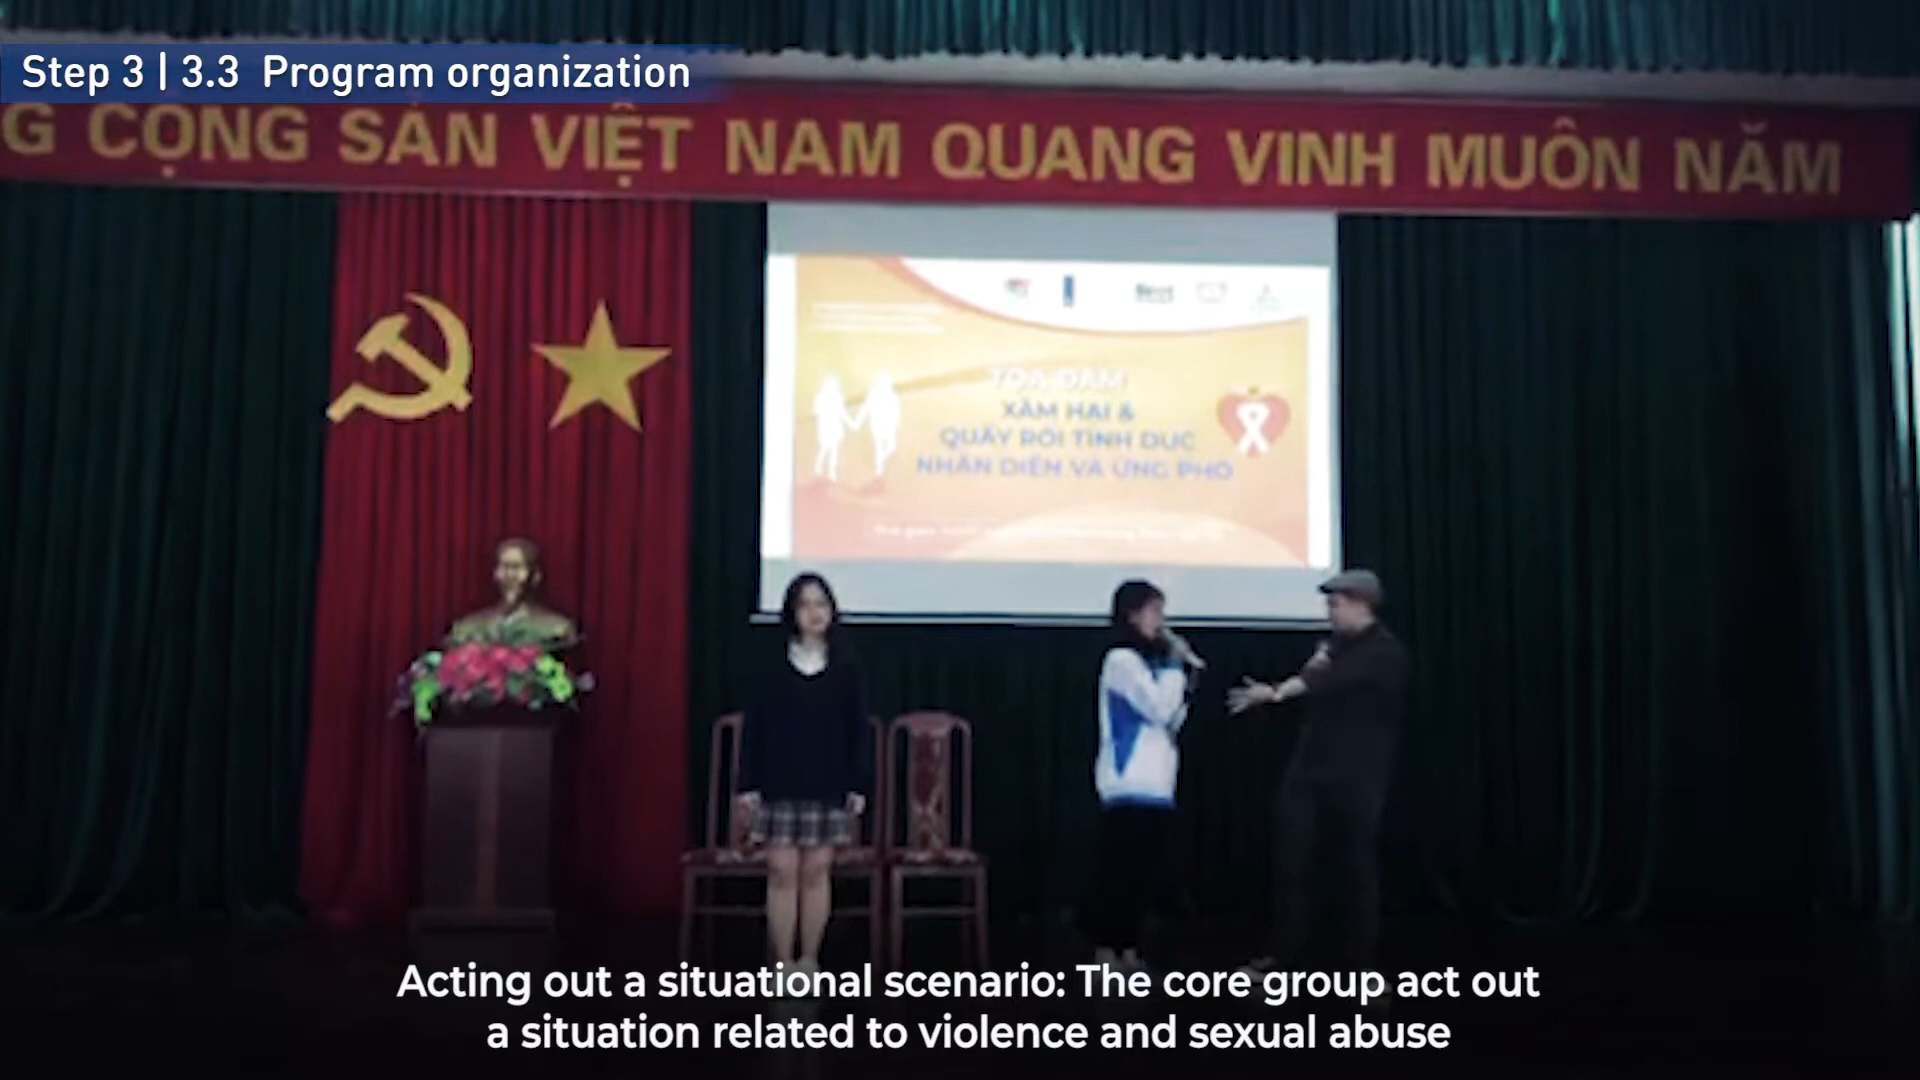 Step 3 | 3.3 Program organization
G CỘNG SẢN VIỆT NAM QUANG VINH MUÔN NĂM
TỌA ĐÀM
XÂM HẠI &
QUẤY RỐI TÌNH DỤC
NHẬN DIỆN VÀ ỨNG PHÓ
Acting out a situational scenario: The core group act out
a situation related to violence and sexual abuse